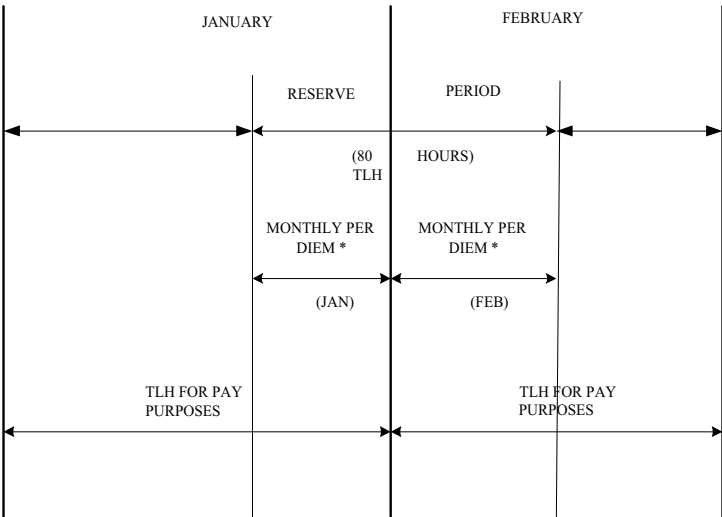 JANUARY
FEBRUARY
RESERVE
PERIOD
(80 HOURS)
TLH
MONTHLY PER
DIEM *
MONTHLY PER
DIEM *
(JAN)
(FEB)
TLH FOR PAY
PURPOSES
TLH FOR PAY
PURPOSES